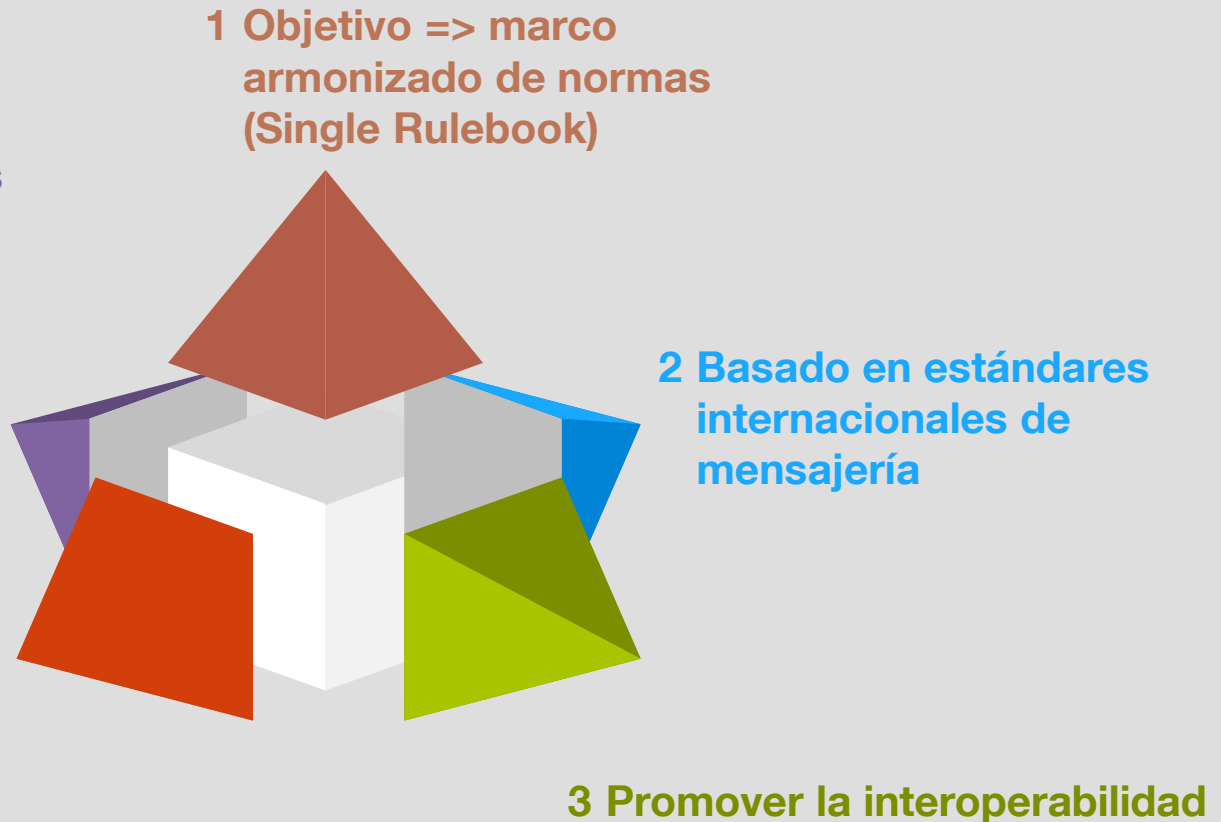 1 Objetivo => marco
armonizado de normas
(Single Rulebook)
2 Basado en estándares
internacionales de
mensajería
3 Promover la interoperabilidad